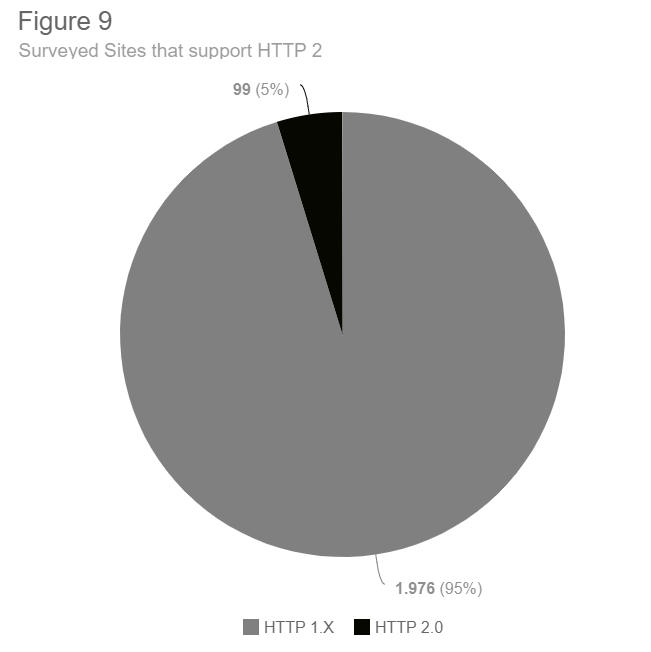 Figure 9
Surveyed Sites that support HTTP 2
99 (5%)
1.976 (95%)
HTTP 1.X HTTP 2.0